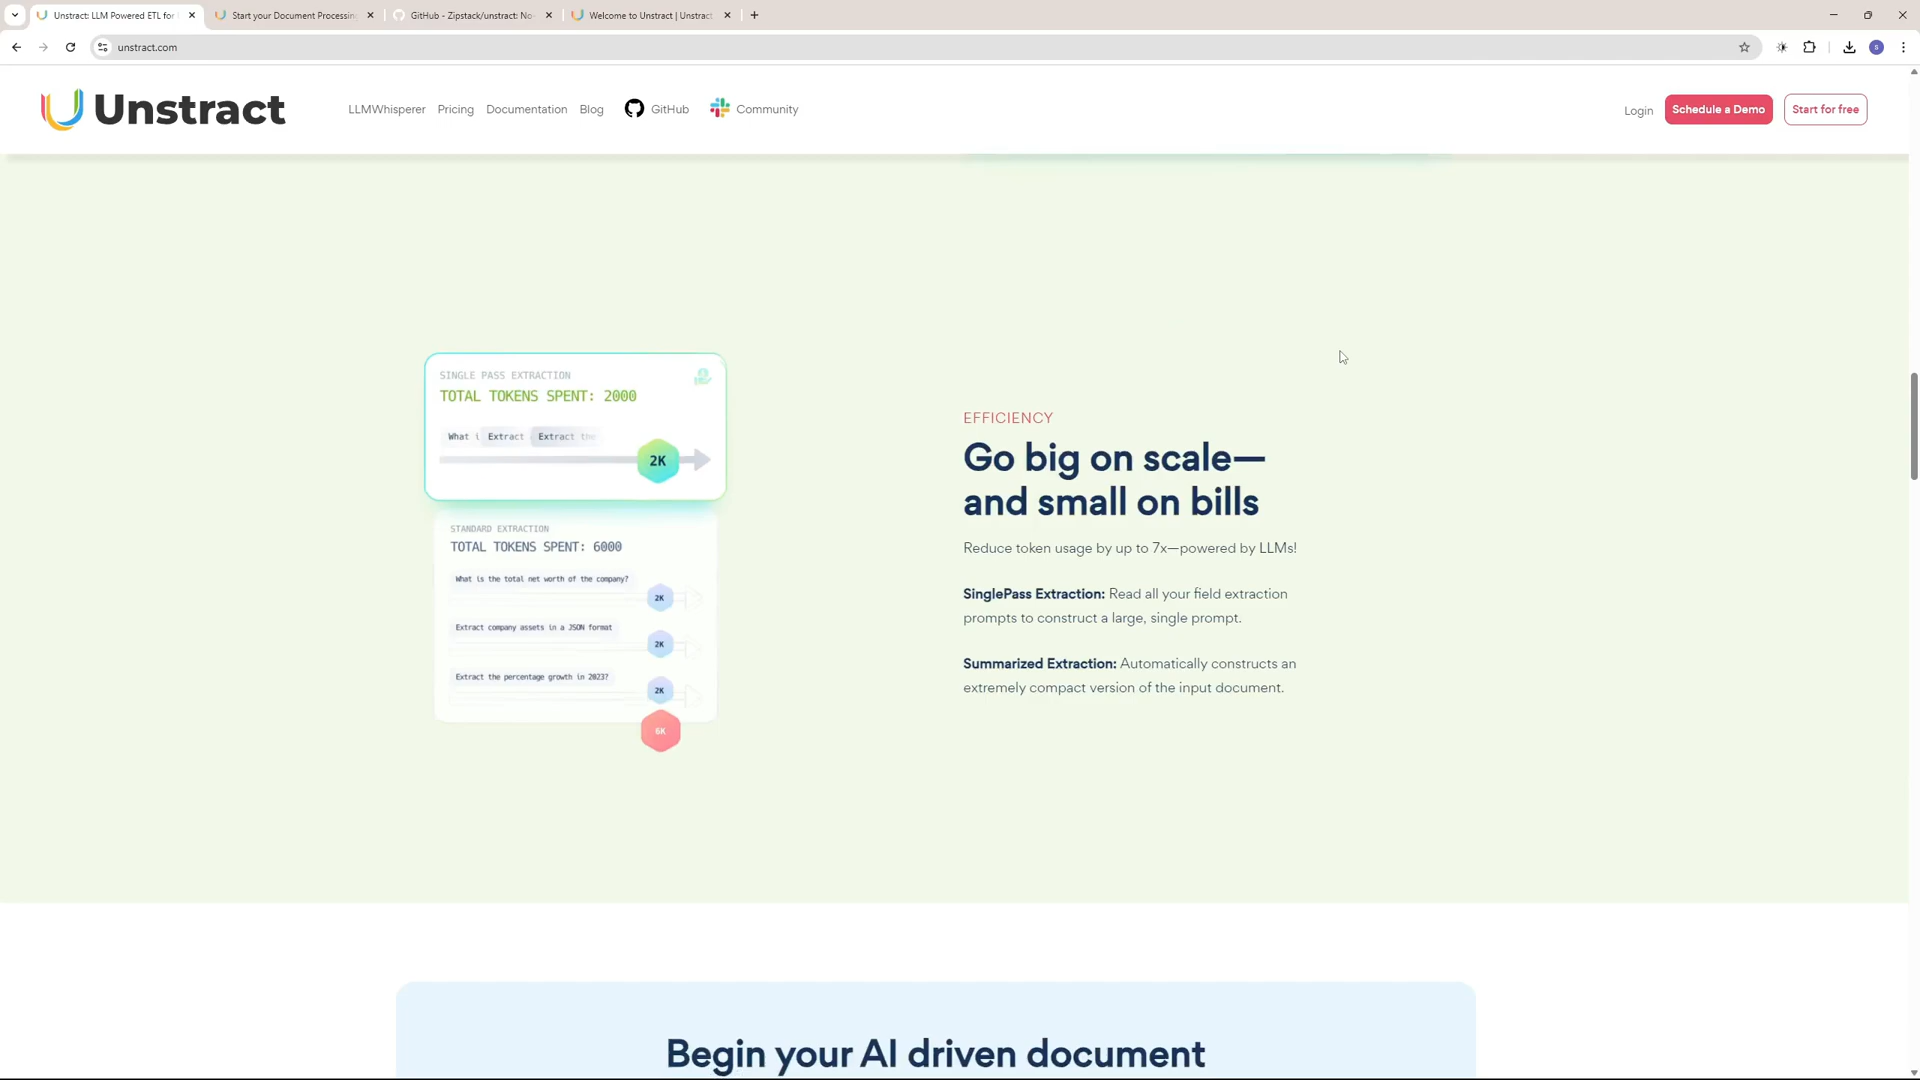 Unstract: LLM Powered ETL for
Start your Document Processing
GitHub - Zipstack/unstract: No-
Welcome to Unstract | Unstract
unstract.com
S
Unstract
LLMWhisperer
Pricing
Documentation
Blog
GitHub
Community
Login
Schedule a Demo
Start for free
SINGLE PASS EXTRACTION
TOTAL TOKENS SPENT: 2000
What i
Extract
Extract the
2K
STANDARD EXTRACTION
TOTAL TOKENS SPENT: 6000
What is the total net worth of the company?
2K
Extract company assets in a JSON format
2K
Extract the percentage growth in 2023?
2K
6K
EFFICIENCY
Go big on scale—
and small on bills
Reduce token usage by up to 7x—powered by LLMs!
SinglePass Extraction: Read all your field extraction
prompts to construct a large, single prompt.
Summarized Extraction: Automatically constructs an
extremely compact version of the input document.
Begin your AI driven document